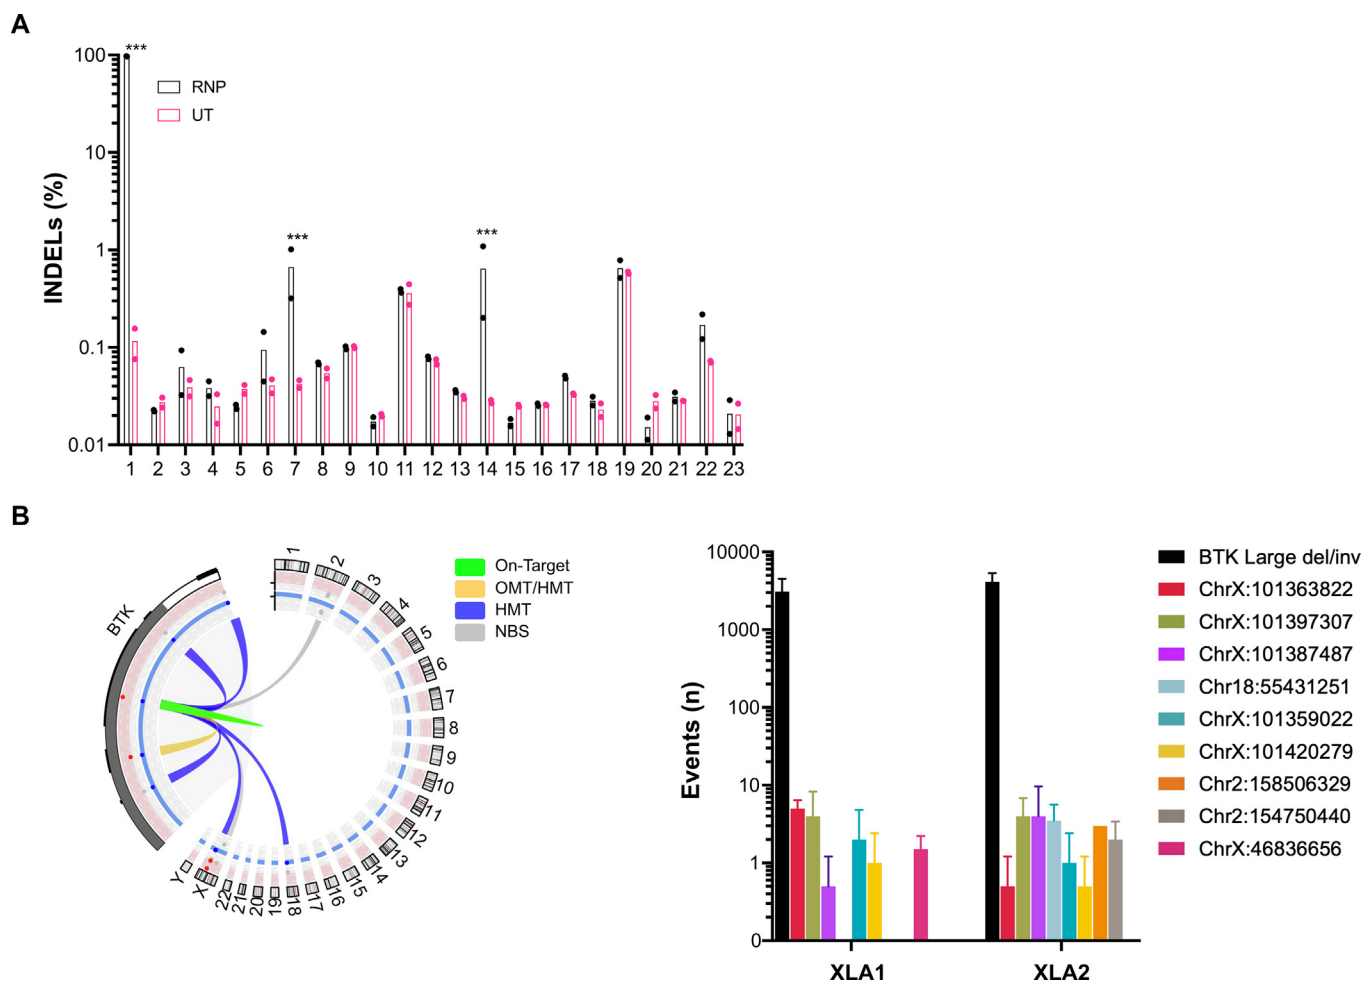 A
***
100
RNP
UT
10
***
***
1
INDELs (%)
0.1
0.01
1 2 3 4 5 6 7 8 9 10 11 12 13 14 15 16 17 18 19 20 21 22 23
B
BTK
1
2
3
4
5
6
7
8
9
10
11
12
13
14
15
16
17
18
19
20
21
22
X
Y
On-Target
OMT/HMT
HMT
NBS
Events (n)
10000
1000
100
10
1
0
XLA1 XLA2
BTK Large del/inv
ChrX:101363822
ChrX:101397307
ChrX:101387487
Chr18:55431251
ChrX:101359022
ChrX:101420279
Chr2:158506329
Chr2:154750440
ChrX:46836656